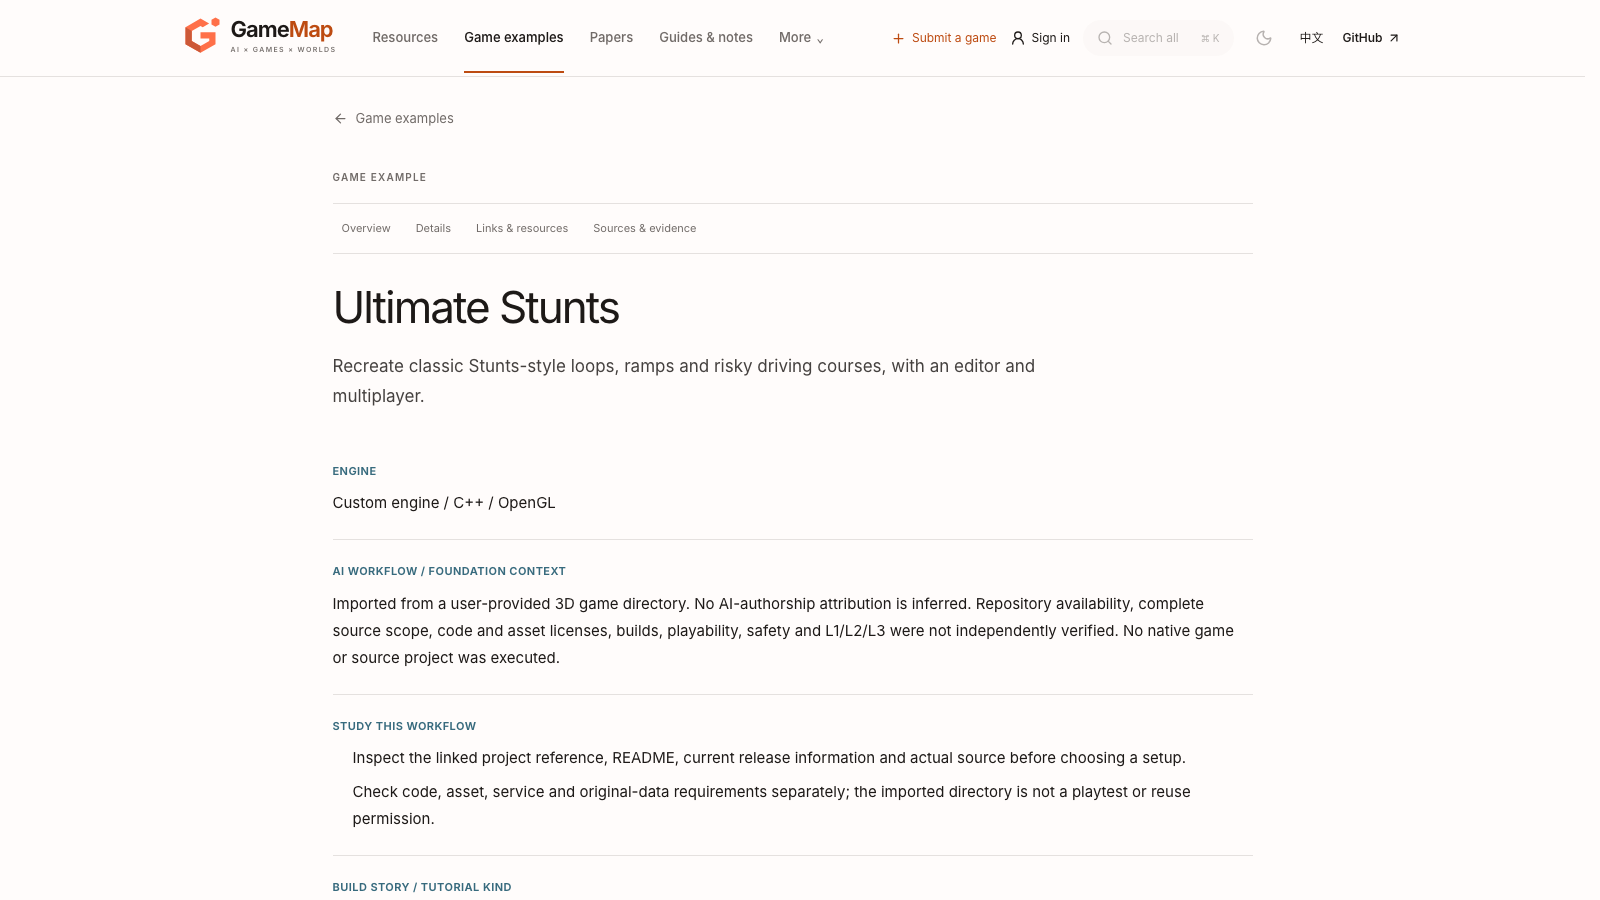 GameMap
AI × GAMES × WORLDS
Resources
Game examples
Papers
Guides & notes
More
Submit a game
Sign in
Search all
⌘ K
中文
GitHub
Game examples
GAME EXAMPLE
Overview
Details
Links & resources
Sources & evidence
Ultimate Stunts
Recreate classic Stunts-style loops, ramps and risky driving courses, with an editor and
multiplayer.
ENGINE
Custom engine / C++ / OpenGL
AI WORKFLOW / FOUNDATION CONTEXT
Imported from a user-provided 3D game directory. No AI-authorship attribution is inferred. Repository availability, complete
source scope, code and asset licenses, builds, playability, safety and L1/L2/L3 were not independently verified. No native game
or source project was executed.
STUDY THIS WORKFLOW
Inspect the linked project reference, README, current release information and actual source before choosing a setup.
Check code, asset, service and original-data requirements separately; the imported directory is not a playtest or reuse
permission.
BUILD STORY / TUTORIAL KIND